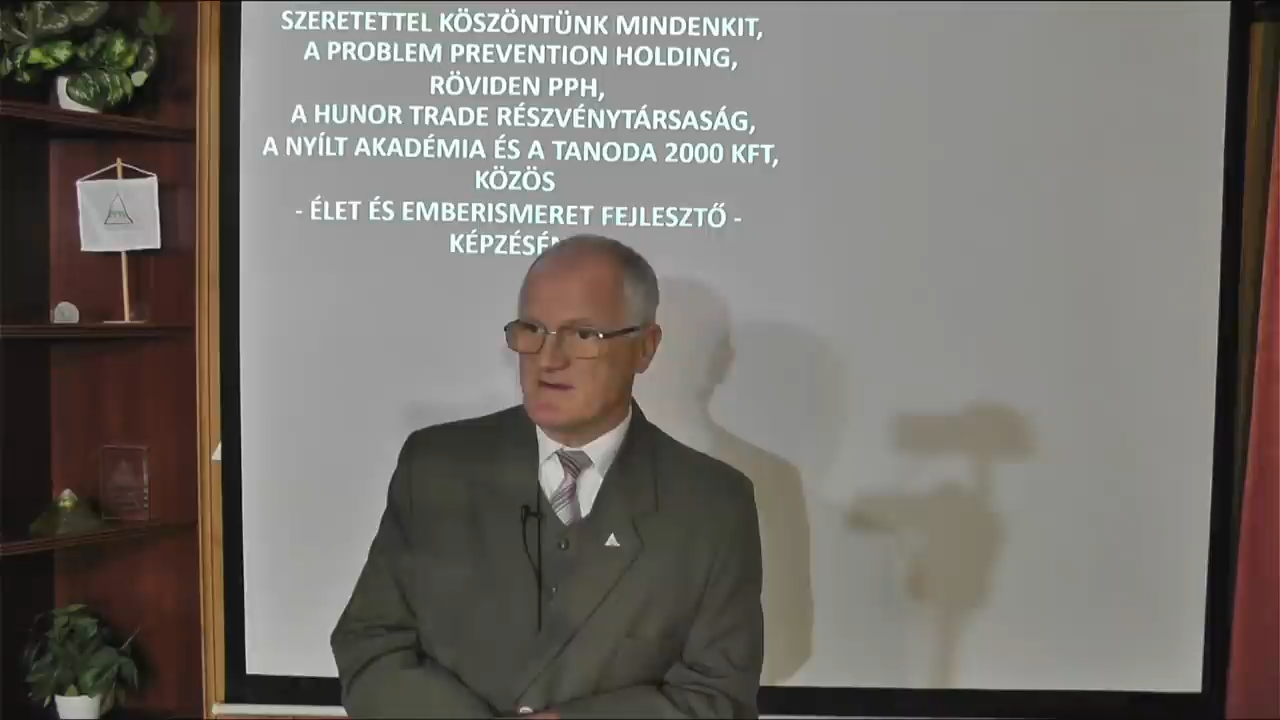 SZERETETTEL KÖSZÖNTÜNK MINDENKIT,
A PROBLEM PREVENTION HOLDING,
RÖVIDEN PPH,
A HUNOR TRADE RÉSZVÉNYTÁRSASÁG,
A NYÍLT AKADÉMIA ÉS A TANODA 2000 KFT,
KÖZÖS
- ÉLET ÉS EMBERISMERET FEJLESZTŐ -